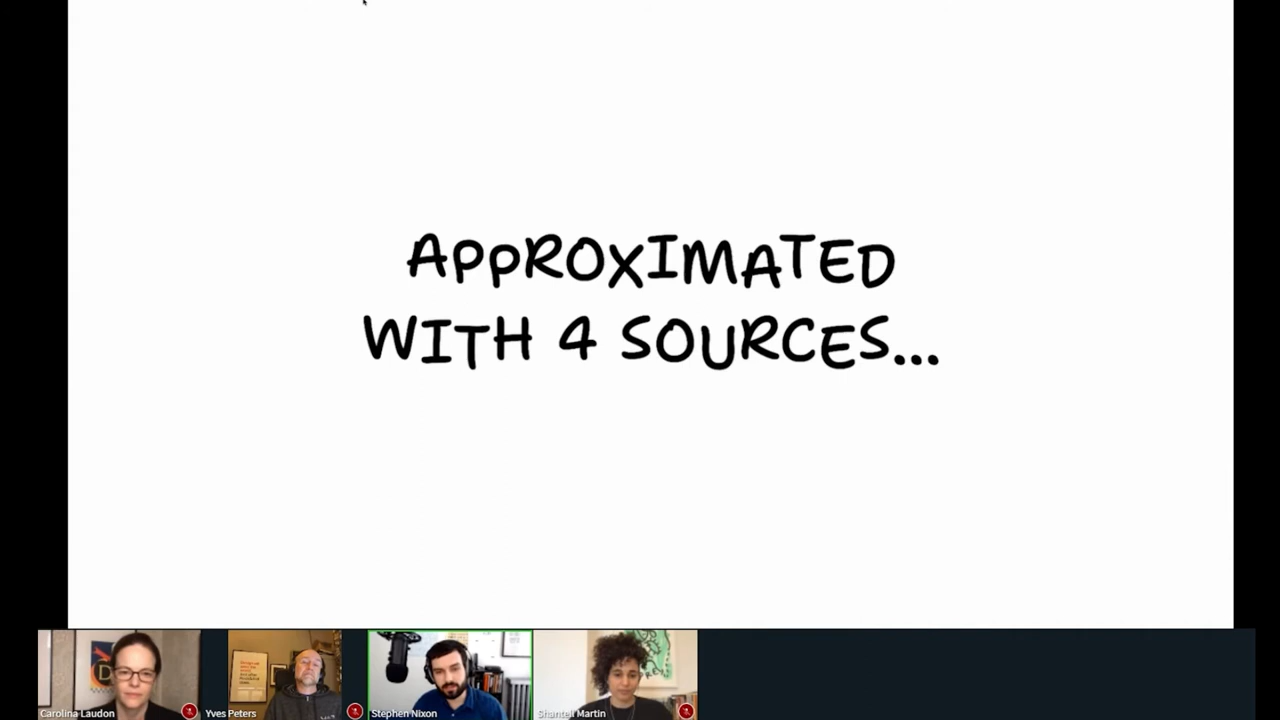 APPROXIMATED
WITH 4 SOURCES...
Carolina Laudon
Yves Peters
Stephen Nixon
Shantell Martin